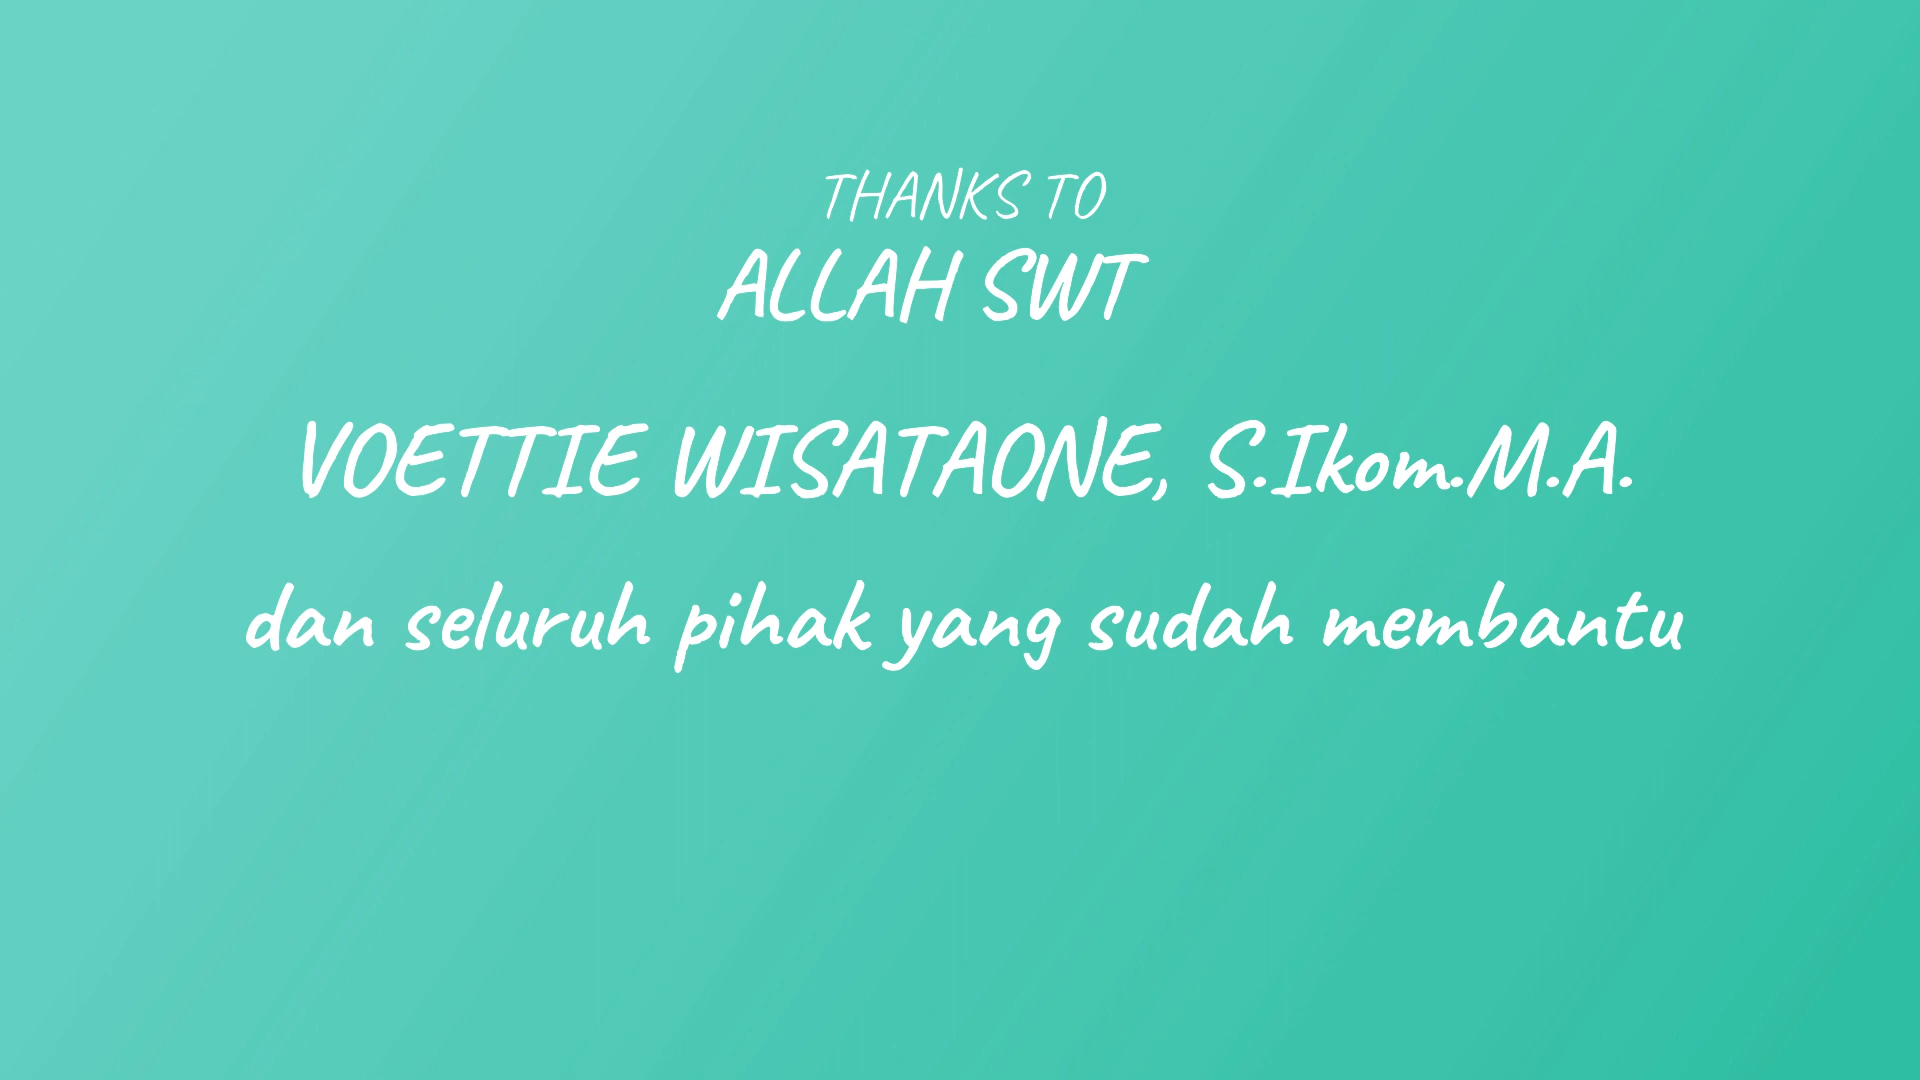 THANKS TO
ALLAH SWT
VOETTIE WISATAONE, S.Ikom.M.A.
dan seluruh pihak yang sudah membantu